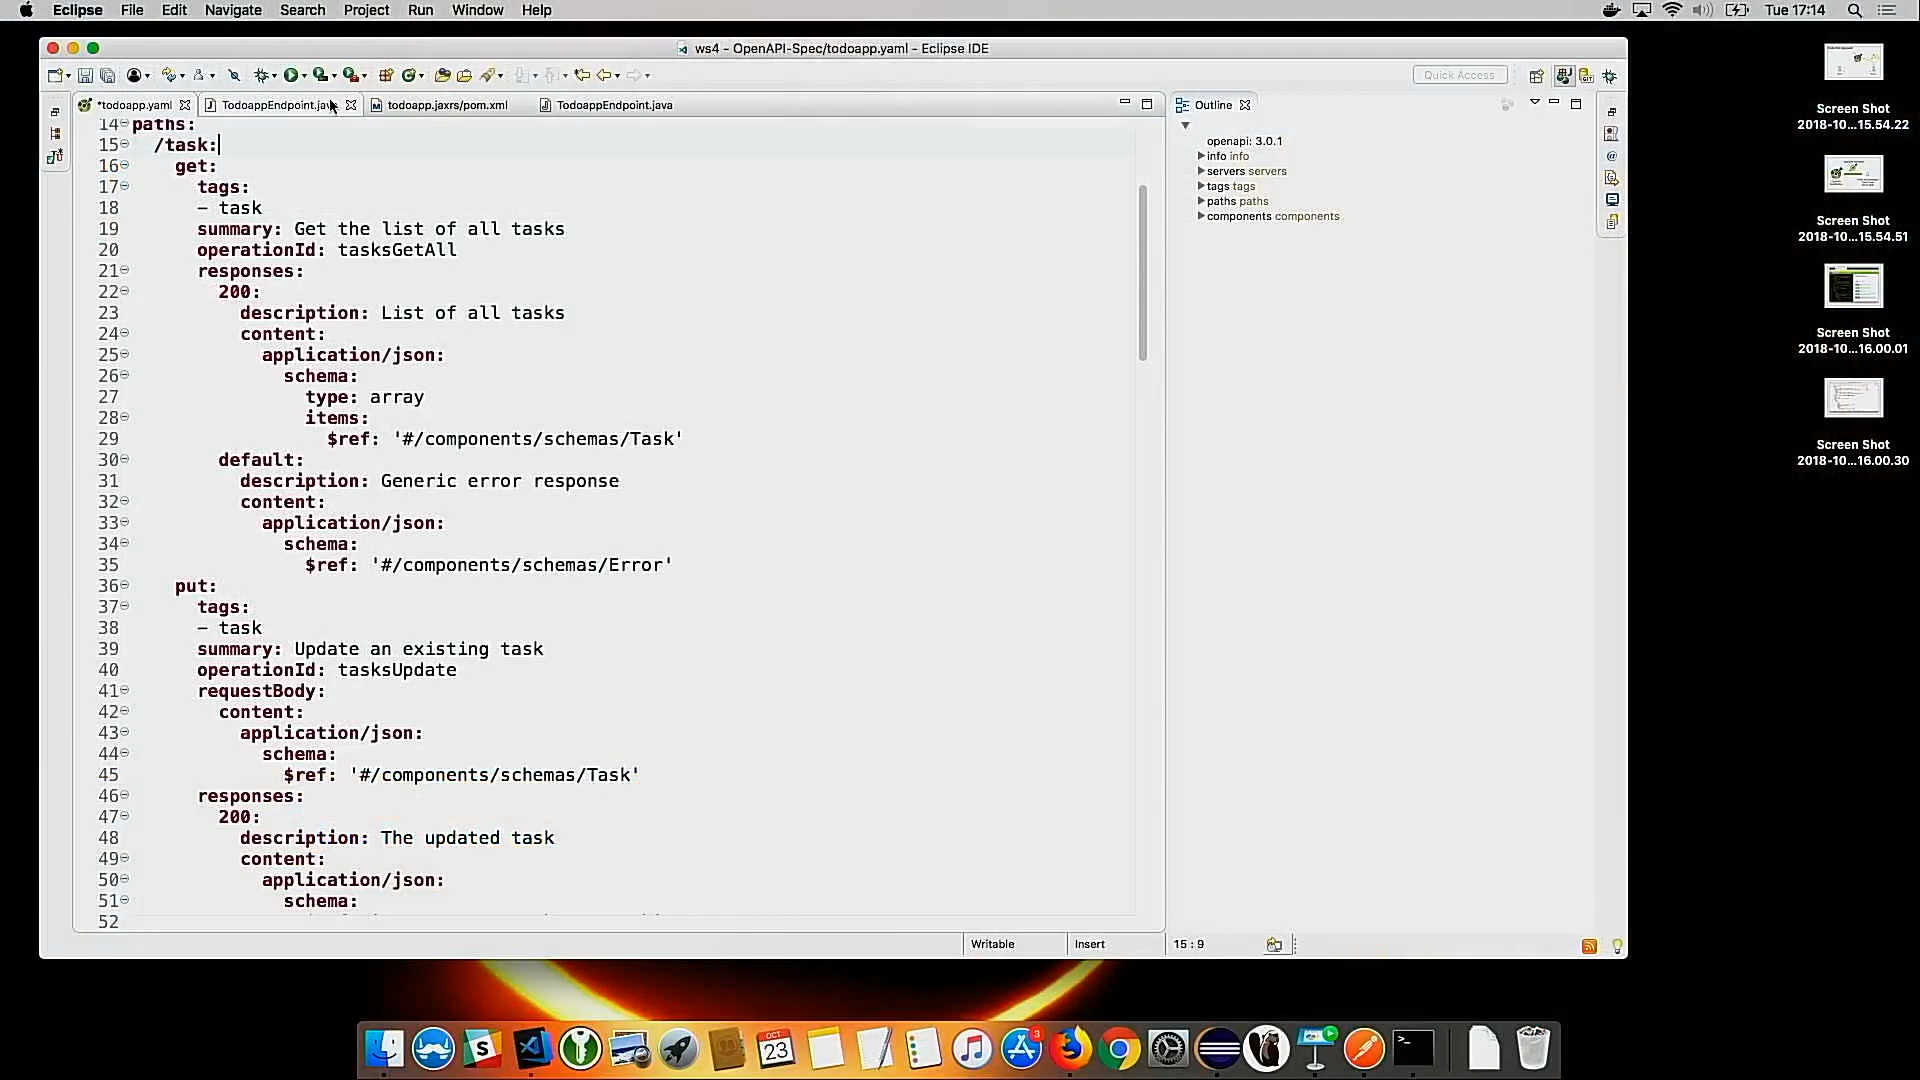 Eclipse File Edit Navigate Search Project Run Window Help Tue 17:14
ws4 - OpenAPI-Spec/todoapp.yaml - Eclipse IDE
Quick Access
*todoapp.yaml TodoappEndpoint.jav todoapp.jaxrs/pom.xml TodoappEndpoint.java
14 paths:
15 /task:
16 get:
17 tags:
18 - task
19 summary: Get the list of all tasks
20 operationId: tasksGetAll
21 responses:
22 200:
23 description: List of all tasks
24 content:
25 application/json:
26 schema:
27 type: array
28 items:
29 $ref: '#/components/schemas/Task'
30 default:
31 description: Generic error response
32 content:
33 application/json:
34 schema:
35 $ref: '#/components/schemas/Error'
36 put:
37 tags:
38 - task
39 summary: Update an existing task
40 operationId: tasksUpdate
41 requestBody:
42 content:
43 application/json:
44 schema:
45 $ref: '#/components/schemas/Task'
46 responses:
47 200:
48 description: The updated task
49 content:
50 application/json:
51 schema:
52
Writable Insert 15 : 9
Outline
openapi: 3.0.1
info info
servers servers
tags tags
paths paths
components components
Screen Shot
2018-10...15.54.22
Screen Shot
2018-10...15.54.51
Screen Shot
2018-10...16.00.01
Screen Shot
2018-10...16.00.30
OCT
23
3